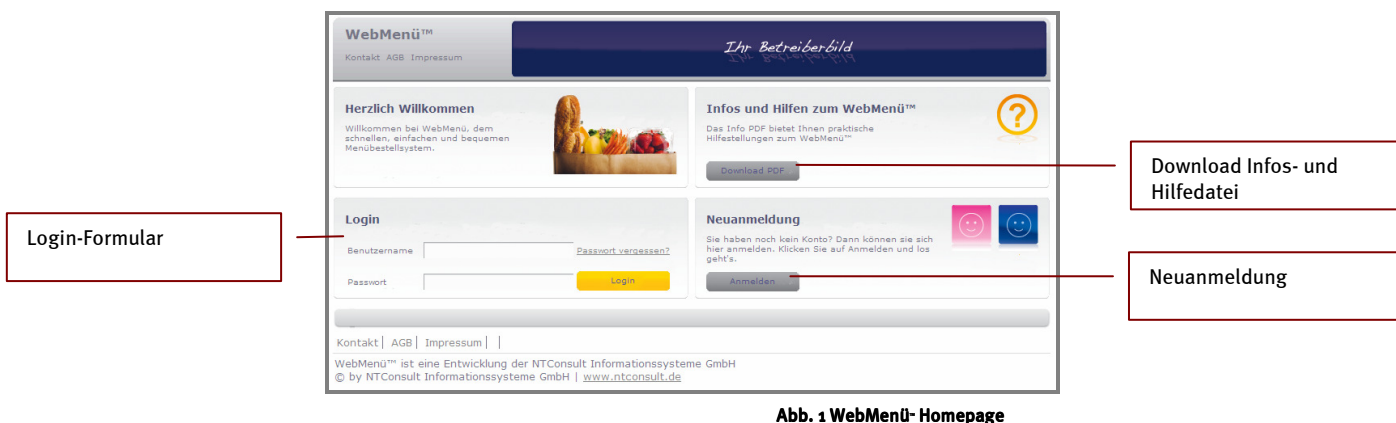 WebMenü™
Kontakt AGB Impressum
Ihr Betreiberbild
Herzlich Willkommen
Willkommen bei WebMenü, dem
schnellen, einfachen und bequemen
Menübestellsystem.
Infos und Hilfen zum WebMenü™
Das Info PDF bietet Ihnen praktische
Hilfestellungen zum WebMenü™
Download PDF
Download Infos- und
Hilfedatei
Login-Formular
Login
Benutzername
Passwort vergessen?
Passwort
Login
Neuanmeldung
Sie haben noch kein Konto? Dann können sie sich
hier anmelden. Klicken Sie auf Anmelden und los
geht's.
Anmelden
Neuanmeldung
Kontakt | AGB | Impressum | |
WebMenü™ ist eine Entwicklung der NTConsult Informationssysteme GmbH
© by NTConsult Informationssysteme GmbH | www.ntconsult.de
Abb. 1 WebMenü- Homepage